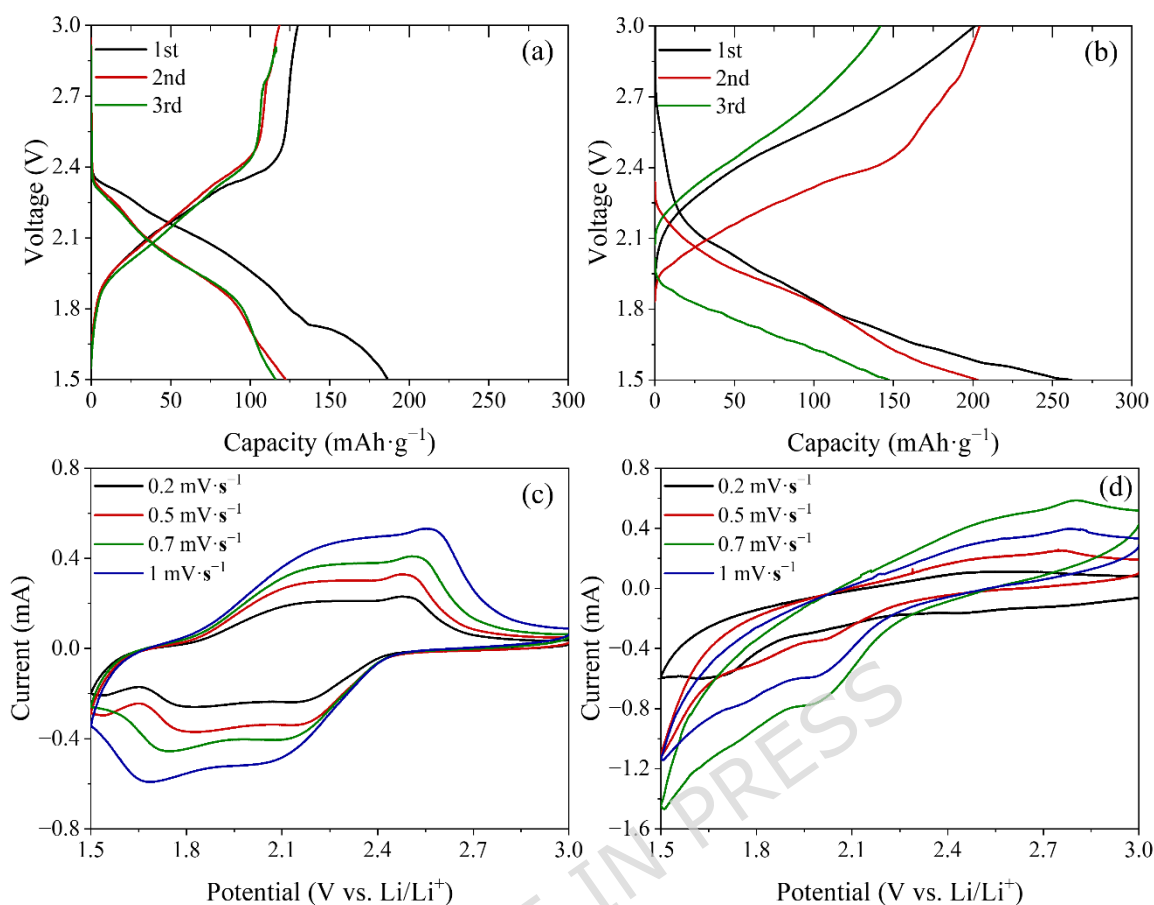 (a)
1st
2nd
3rd
3.0
2.7
2.4
2.1
1.8
1.5
Voltage (V)
0 50 100 150 200 250 300
Capacity (mAh·g⁻¹)
(b)
1st
2nd
3rd
3.0
2.7
2.4
2.1
1.8
1.5
Voltage (V)
0 50 100 150 200 250 300
Capacity (mAh·g⁻¹)
(c)
0.2 mV·s⁻¹
0.5 mV·s⁻¹
0.7 mV·s⁻¹
1 mV·s⁻¹
0.8
0.4
0.0
−0.4
−0.8
Current (mA)
1.5 1.8 2.1 2.4 2.7 3.0
Potential (V vs. Li/Li⁺)
(d)
0.2 mV·s⁻¹
0.5 mV·s⁻¹
0.7 mV·s⁻¹
1 mV·s⁻¹
0.8
0.4
0.0
−0.4
−0.8
−1.2
−1.6
Current (mA)
1.5 1.8 2.1 2.4 2.7 3.0
Potential (V vs. Li/Li⁺)
IN PRESS